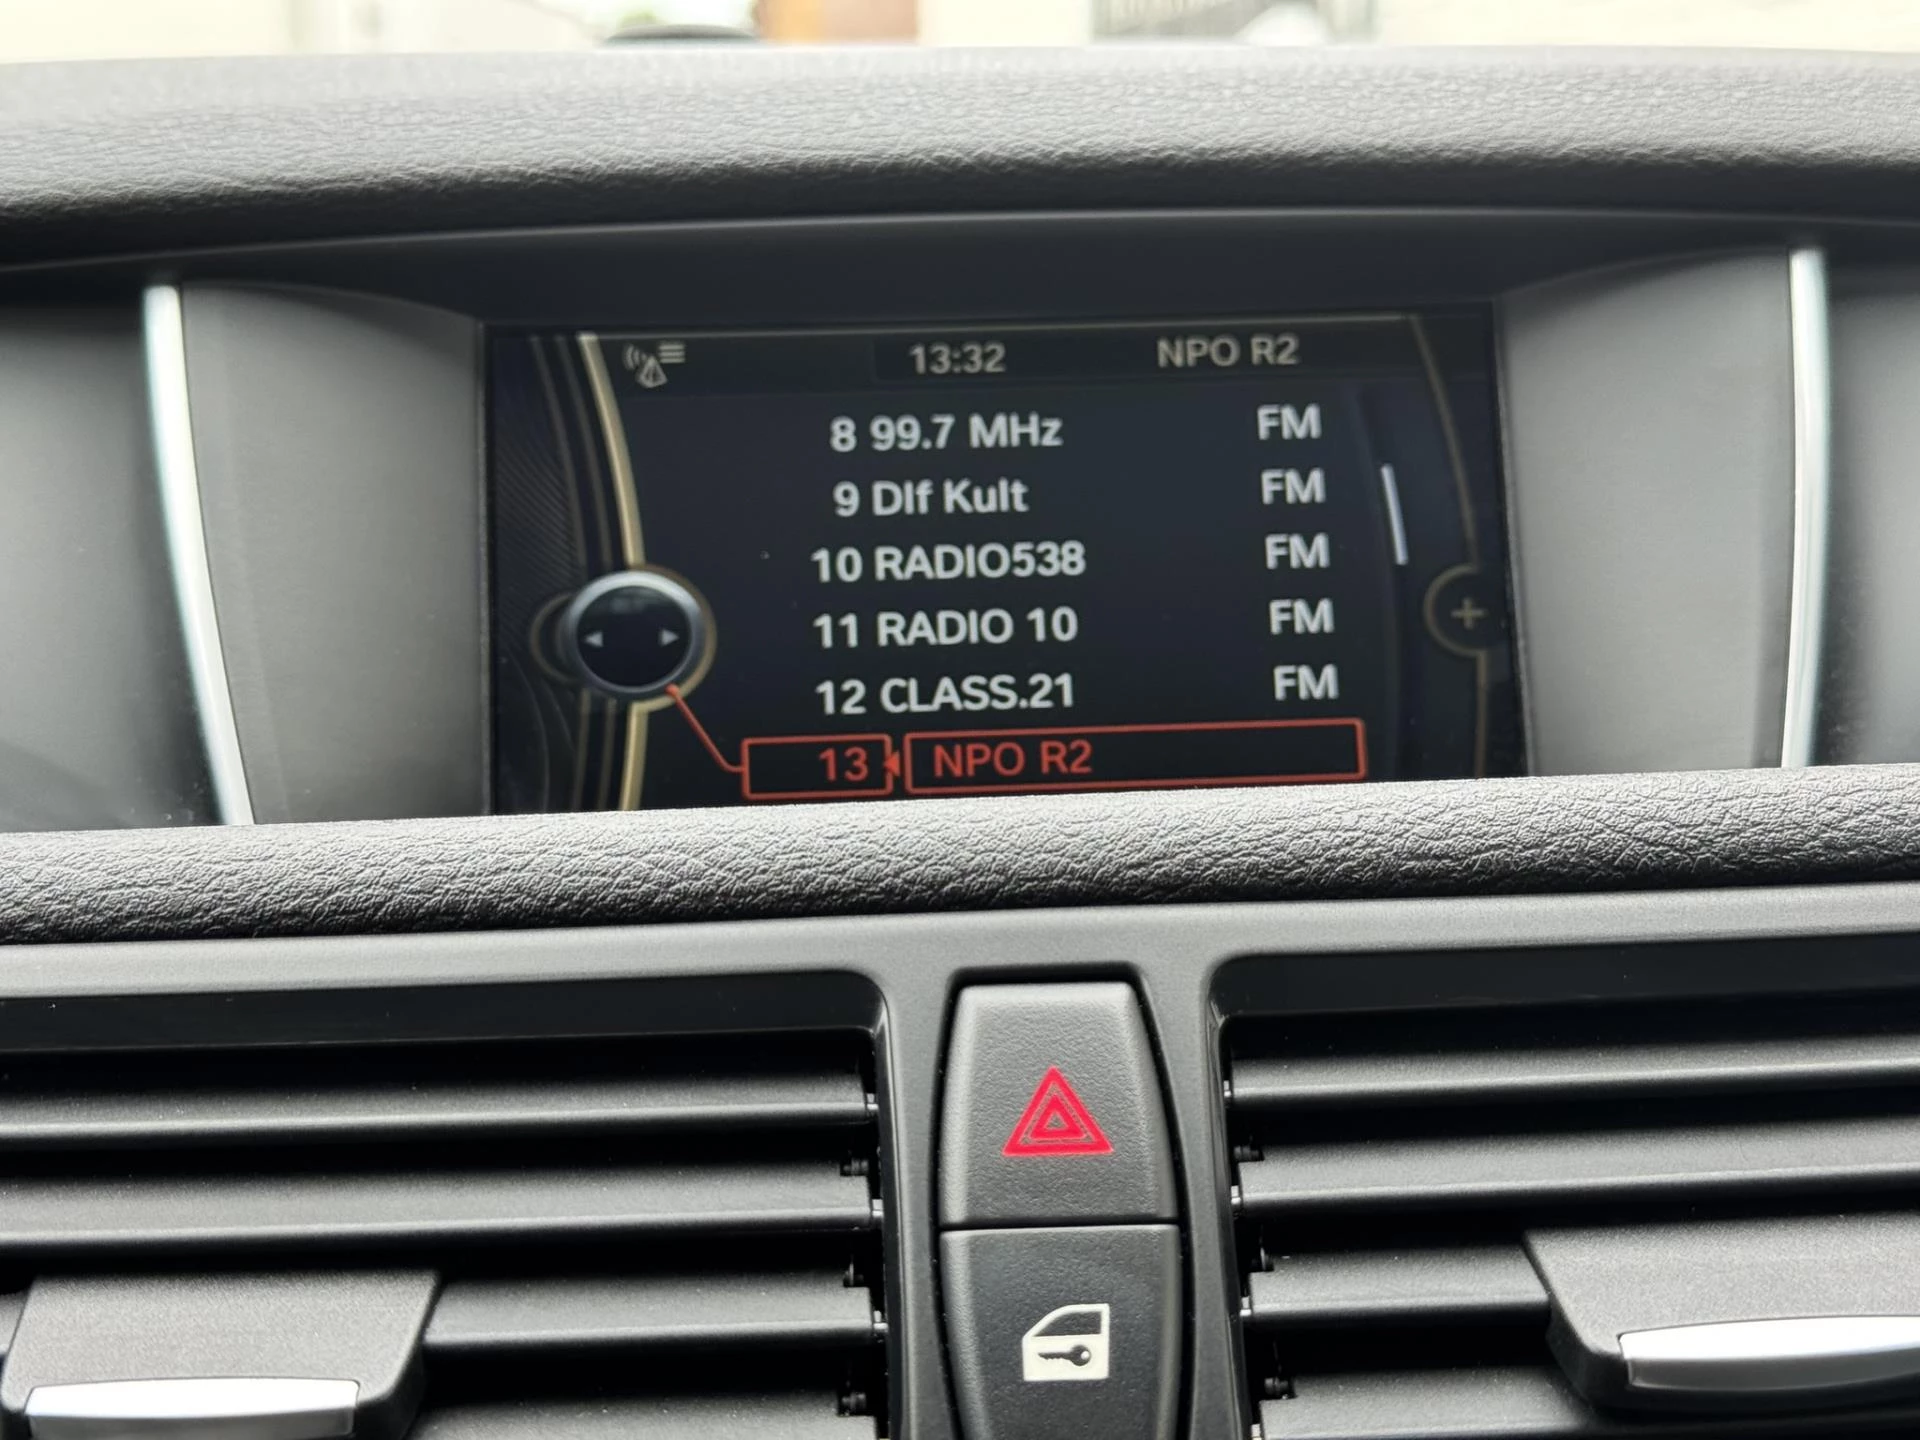 13:32 NPO R2
8 99.7 MHz FM
9 Dlf Kult FM
10 RADIO538 FM
11 RADIO 10 FM
12 CLASS.21 FM
13 NPO R2